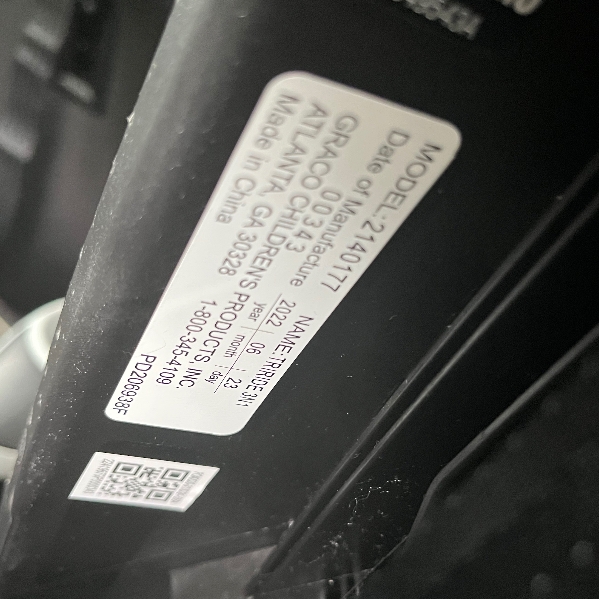 MODEL:2140177 NAME:TRIRIDE 3N1
Date of Manufacture 2022 : 06 : 23
00343 year month day
GRACO CHILDREN'S PRODUCTS, INC.
ATLANTA, GA 30328 1-800-345-4109
Made in China PD206938F